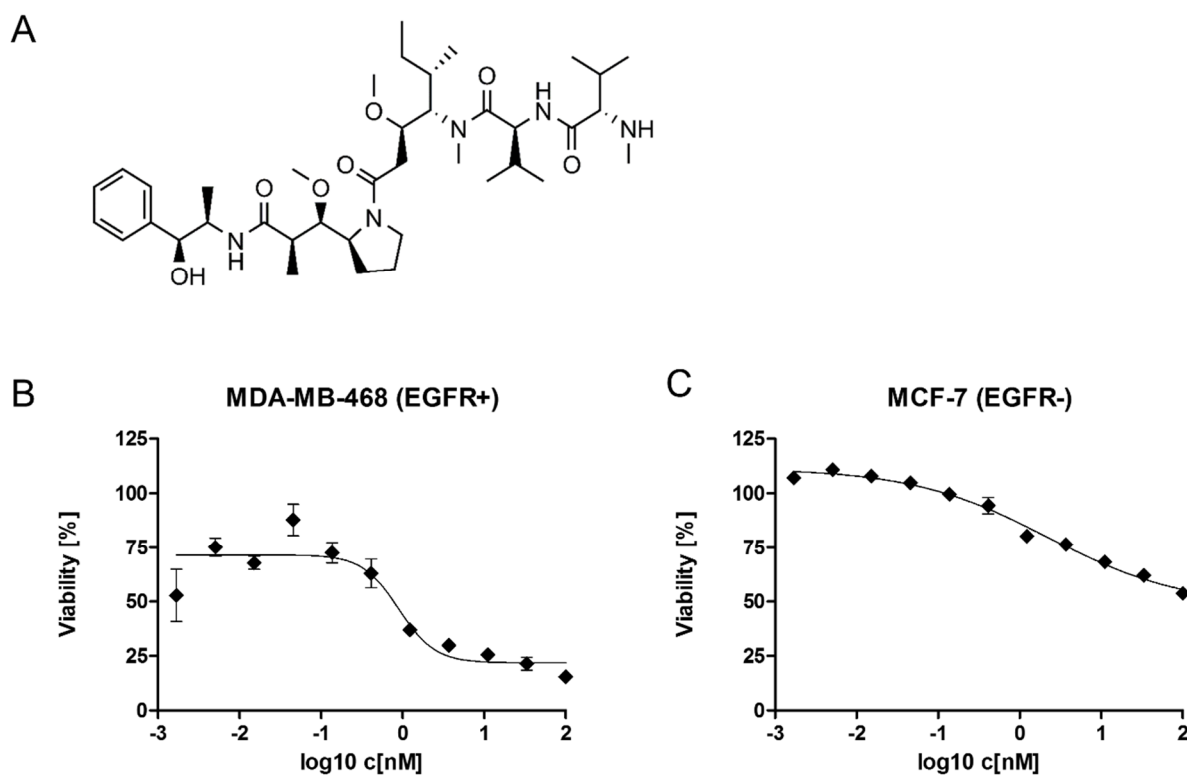 A
O
O
O
N
O
H
N
O
NH
O
O
N
N
H
OH
B
MDA-MB-468 (EGFR+)
125
100
75
50
25
0
Viability [%]
-3 -2 -1 0 1 2
log10 c[nM]
C
MCF-7 (EGFR-)
125
100
75
50
25
0
Viability [%]
-3 -2 -1 0 1 2
log10 c[nM]